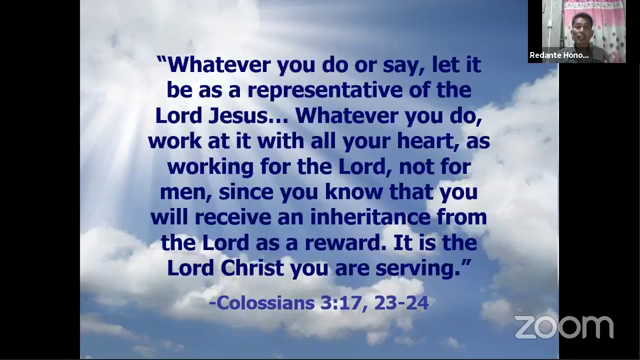 “Whatever you do or say, let it
be as a representative of the
Lord Jesus... Whatever you do,
work at it with all your heart, as
working for the Lord, not for
men, since you know that you
will receive an inheritance from
the Lord as a reward. It is the
Lord Christ you are serving.”
-Colossians 3:17, 23-24
Redante Hono...
zoom